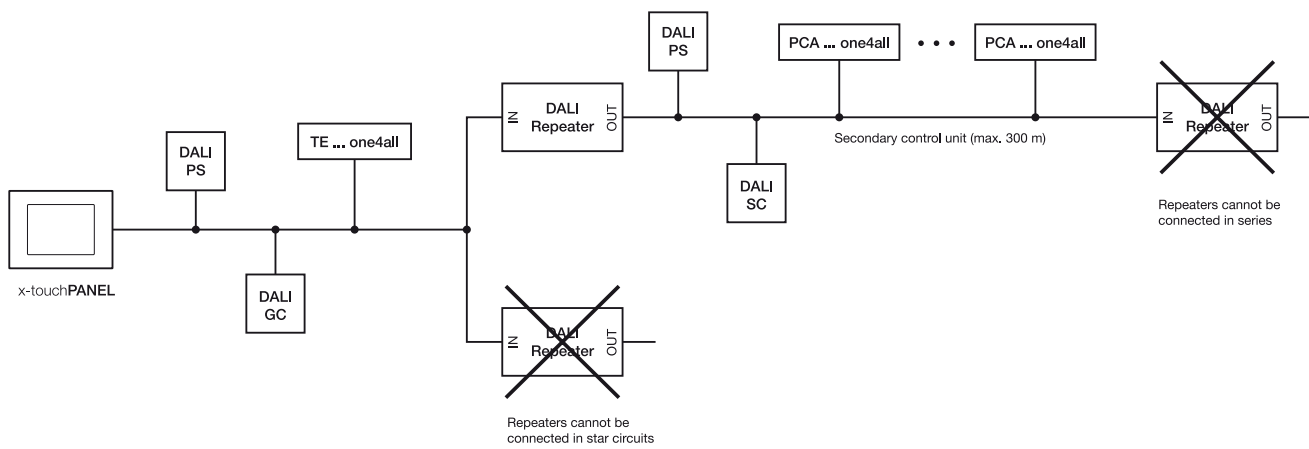 DALI
PS
PCA ... one4all
• • •
PCA ... one4all
IN
DALI
Repeater
OUT
IN
DALI
Repeater
OUT
Secondary control unit (max. 300 m)
TE ... one4all
DALI
PS
DALI
SC
Repeaters cannot be
connected in series
x-touchPANEL
DALI
GC
IN
DALI
Repeater
OUT
Repeaters cannot be
connected in star circuits